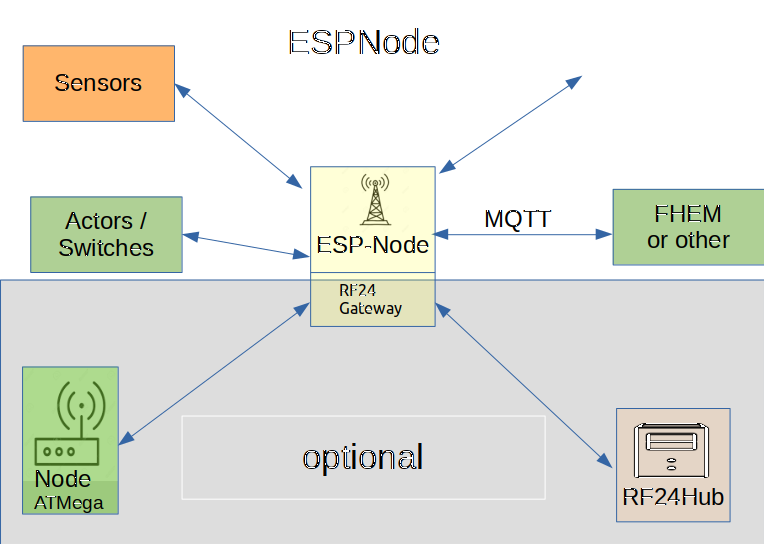 ESPNode
Sensors
Actors /
Switches
ESP-Node
MQTT
FHEM
or other
RF24
Gateway
Node
ATMega
optional
RF24Hub